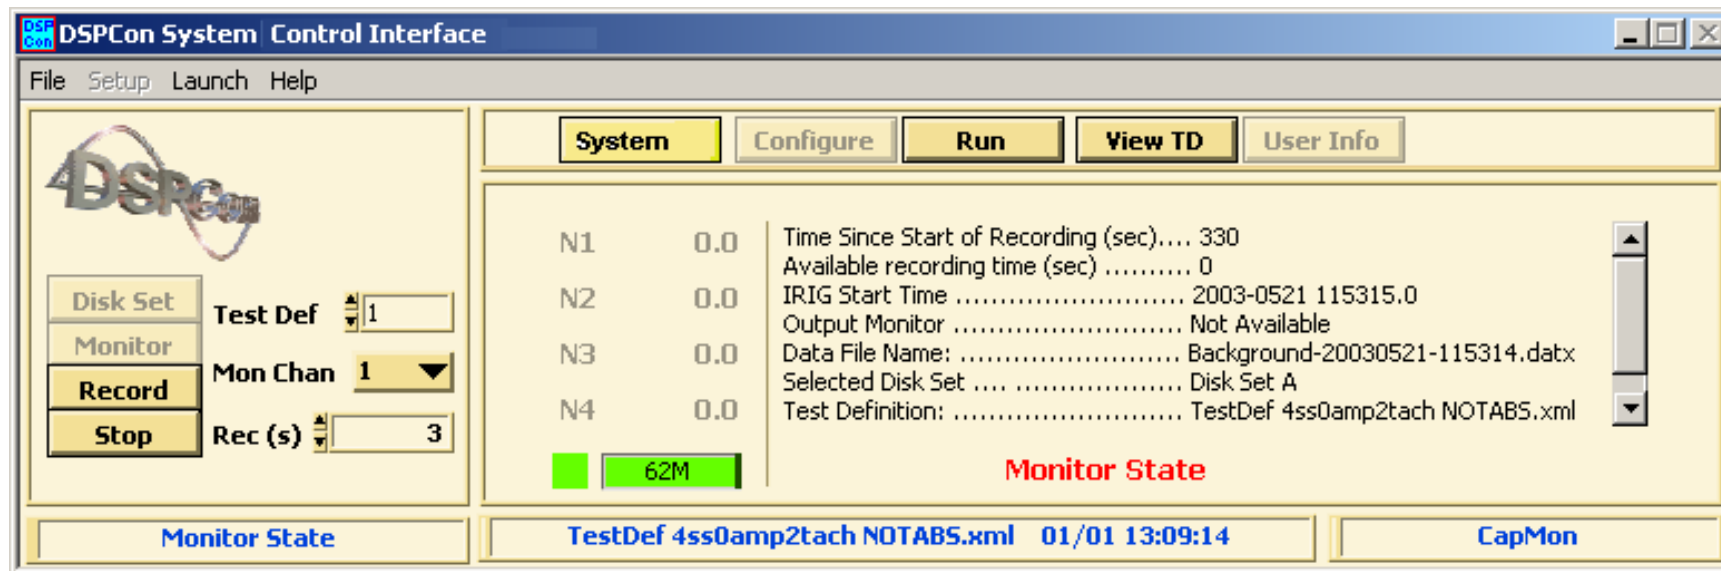 DSP Con DSPCon System Control Interface
File Setup Launch Help
4DSPCon
Disk Set
Monitor
Record
Stop
Test Def 1
Mon Chan 1
Rec (s) 3
System Configure Run View TD User Info
N1 0.0
N2 0.0
N3 0.0
N4 0.0
62M
Time Since Start of Recording (sec).... 330
Available recording time (sec) .......... 0
IRIG Start Time ........................... 2003-0521 115315.0
Output Monitor ........................... Not Available
Data File Name: .......................... Background-20030521-115314.datx
Selected Disk Set .... .................... Disk Set A
Test Definition: ........................... TestDef 4ss0amp2tach NOTABS.xml
Monitor State
Monitor State
TestDef 4ss0amp2tach NOTABS.xml 01/01 13:09:14
CapMon